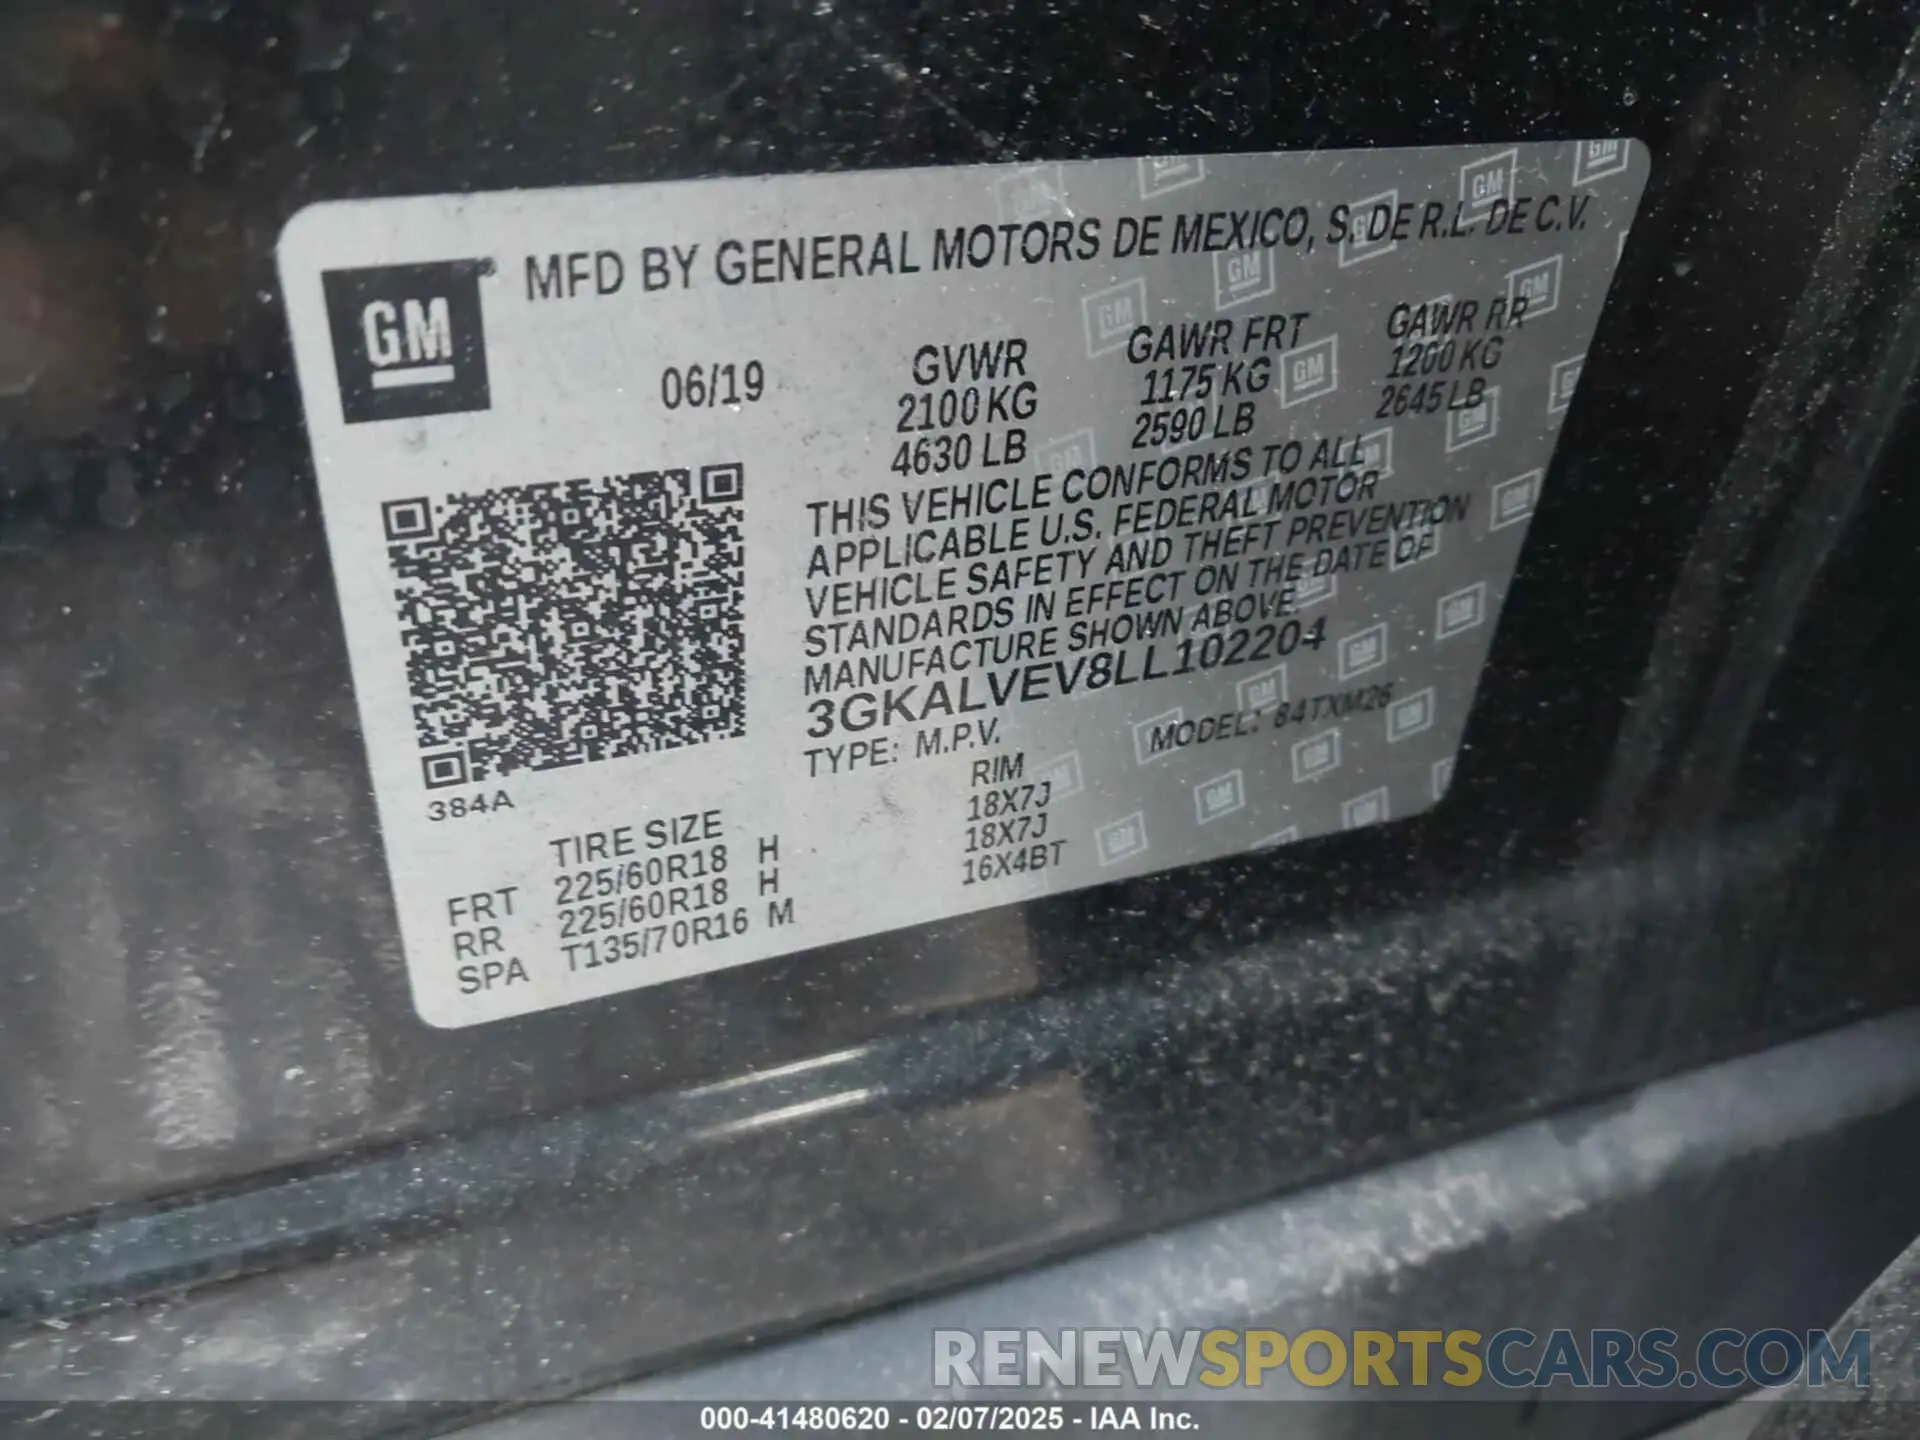 GM MFD BY GENERAL MOTORS DE MEXICO, S. DE R.L. DE C.V.
06/19 GVWR GAWR FRT GAWR RR
2100 KG 1175 KG 1200 KG
4630 LB 2590 LB 2645 LB
THIS VEHICLE CONFORMS TO ALL
APPLICABLE U.S. FEDERAL MOTOR
VEHICLE SAFETY AND THEFT PREVENTION
STANDARDS IN EFFECT ON THE DATE OF
MANUFACTURE SHOWN ABOVE.
3GKALVEV8LL102204
TYPE: M.P.V. MODEL: 84TXM26
384A
TIRE SIZE RIM
FRT 225/60R18 H 18X7J
RR 225/60R18 H 18X7J
SPA T135/70R16 M 16X4BT
RENEWSPORTSCARS.COM
000-41480620 - 02/07/2025 - IAA Inc.